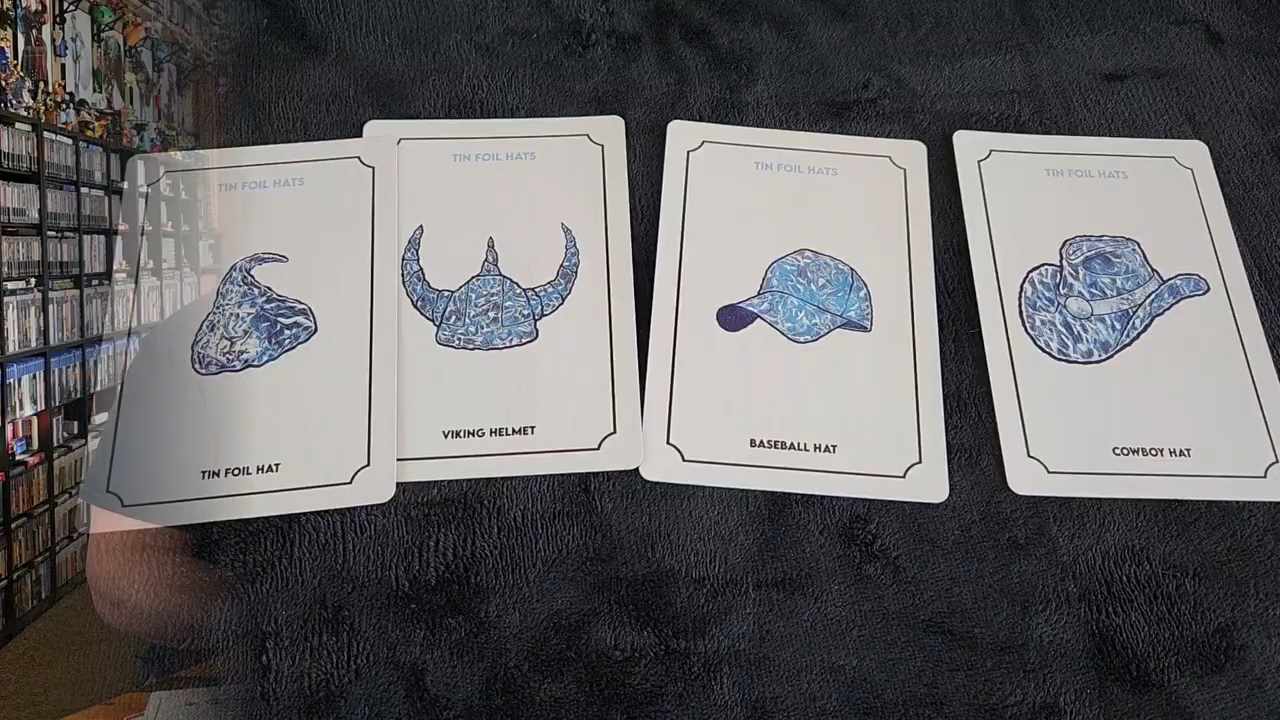 TIN FOIL HATS
TIN FOIL HAT
TIN FOIL HATS
VIKING HELMET
TIN FOIL HATS
BASEBALL HAT
TIN FOIL HATS
COWBOY HAT